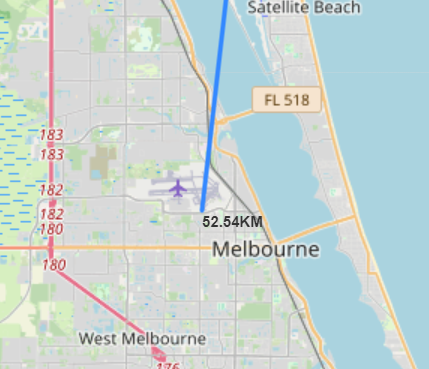 Satellite Beach
FL 518
183
183
182
182
180
52.54KM
Melbourne
180
West Melbourne
176